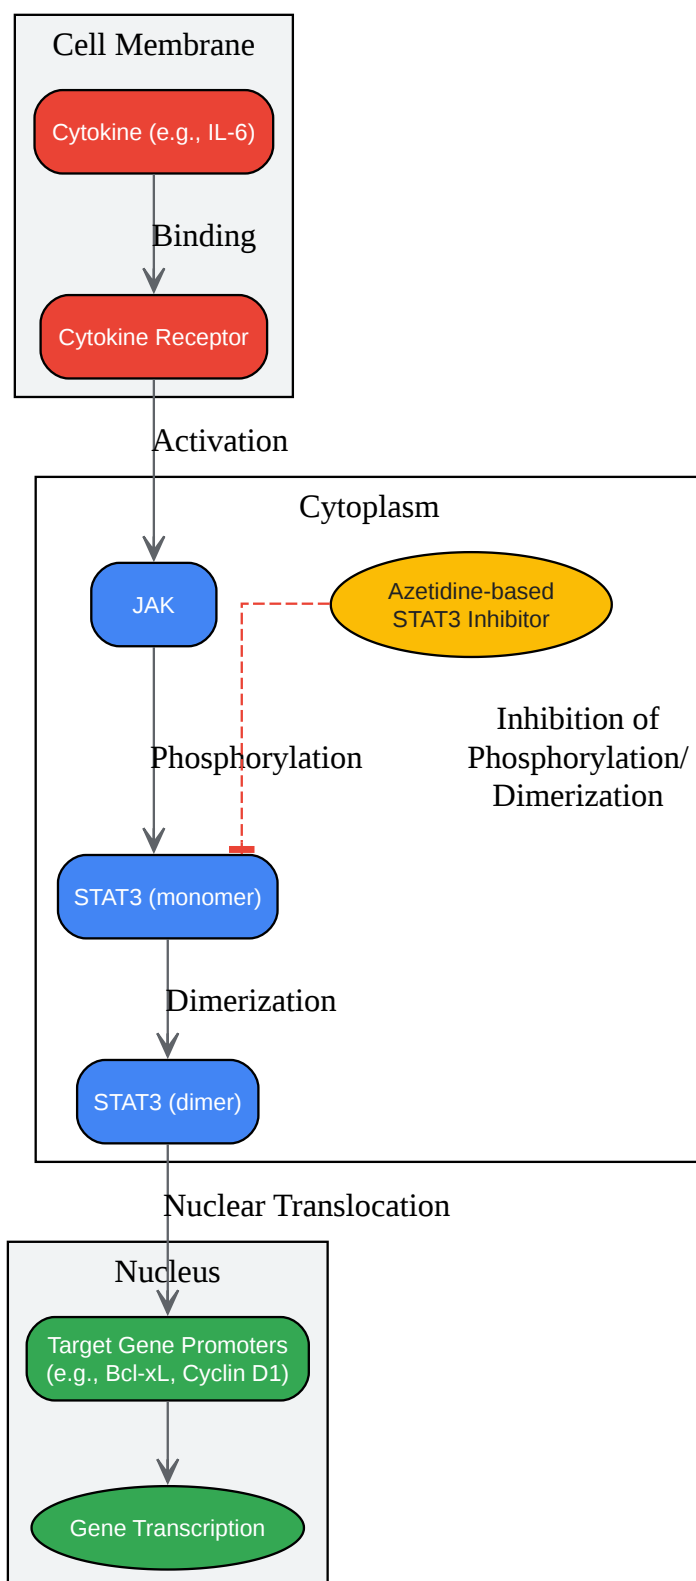 Cell Membrane
Cytokine (e.g., IL-6)
Binding
Cytokine Receptor
Activation
Cytoplasm
JAK
Azetidine-based
STAT3 Inhibitor
Phosphorylation
Inhibition of
Phosphorylation/
Dimerization
STAT3 (monomer)
Dimerization
STAT3 (dimer)
Nuclear Translocation
Nucleus
Target Gene Promoters
(e.g., Bcl-xL, Cyclin D1)
Gene Transcription